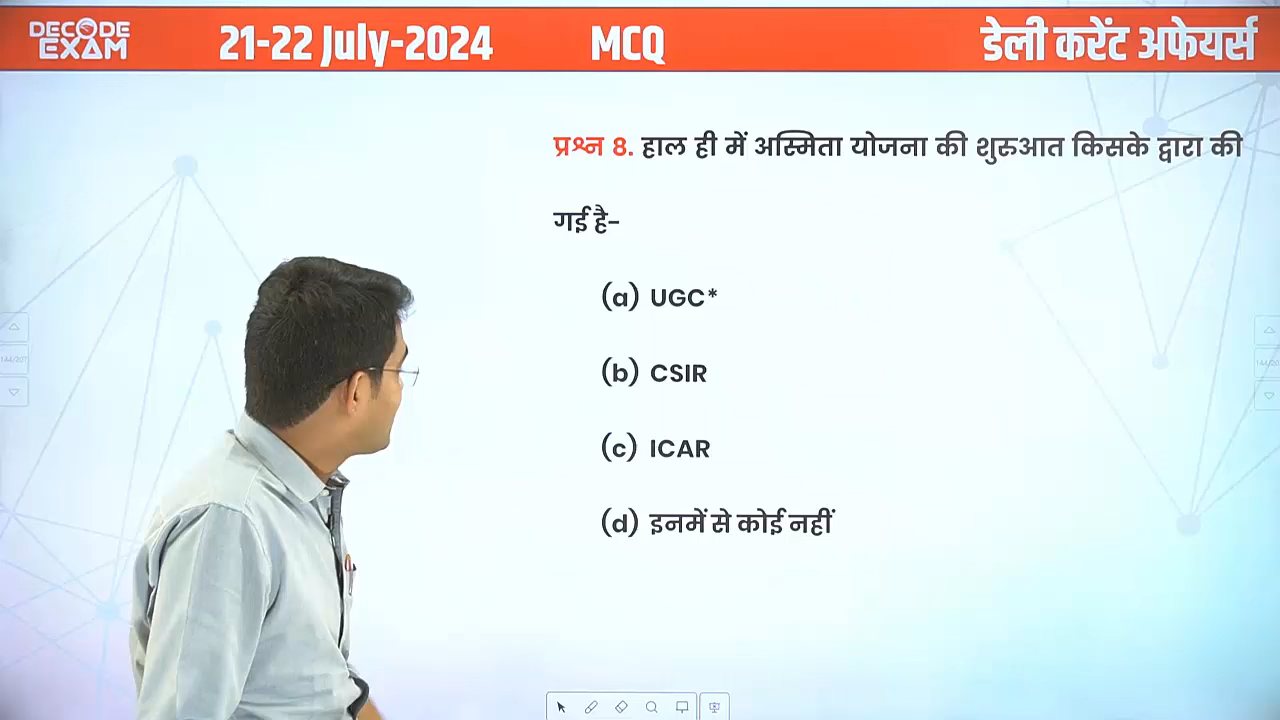 DECODE
EXAM
21-22 July-2024
MCQ
डेली करेंट अफेयर्स
प्रश्न 8. हाल ही में अस्मिता योजना की शुरुआत किसके द्वारा की
गई है-
(a) UGC*
(b) CSIR
(c) ICAR
(d) इनमें से कोई नहीं